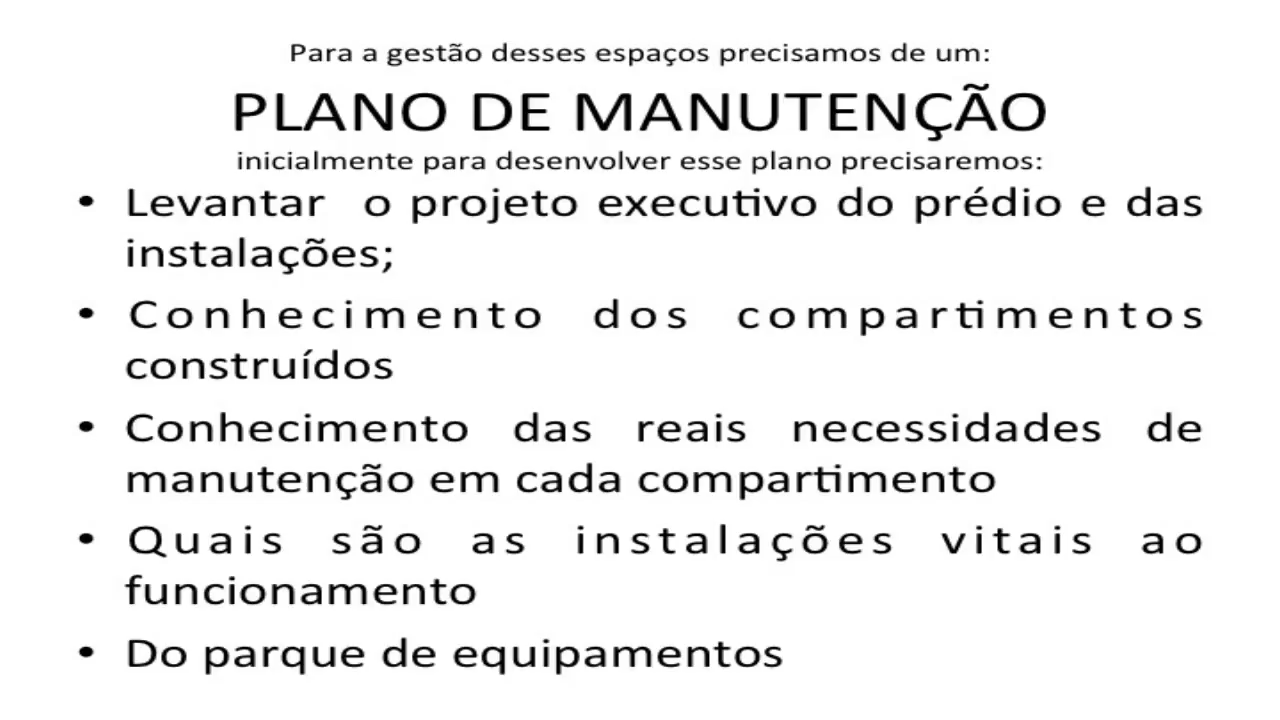 Para a gestão desses espaços precisamos de um:
PLANO DE MANUTENÇÃO
inicialmente para desenvolver esse plano precisaremos:
• Levantar o projeto executivo do prédio e das
instalações;
• Conhecimento dos compartimentos
construídos
• Conhecimento das reais necessidades de
manutenção em cada compartimento
• Quais são as instalações vitais ao
funcionamento
• Do parque de equipamentos